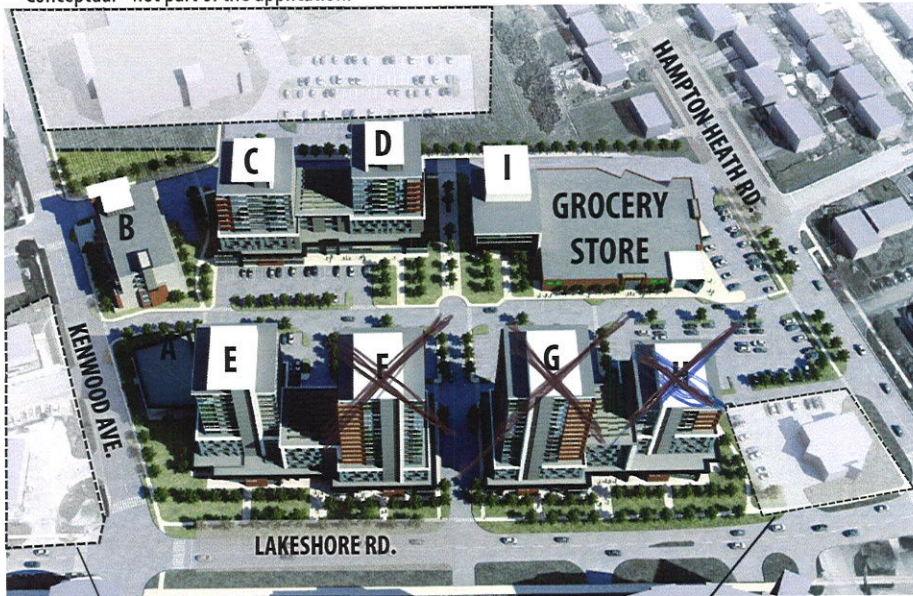 Conceptual - not part of the application.
HAMPTON HEATH RD.
C
D
I
B
GROCERY
STORE
KENWOOD AVE.
A
E
F
G
H
LAKESHORE RD.